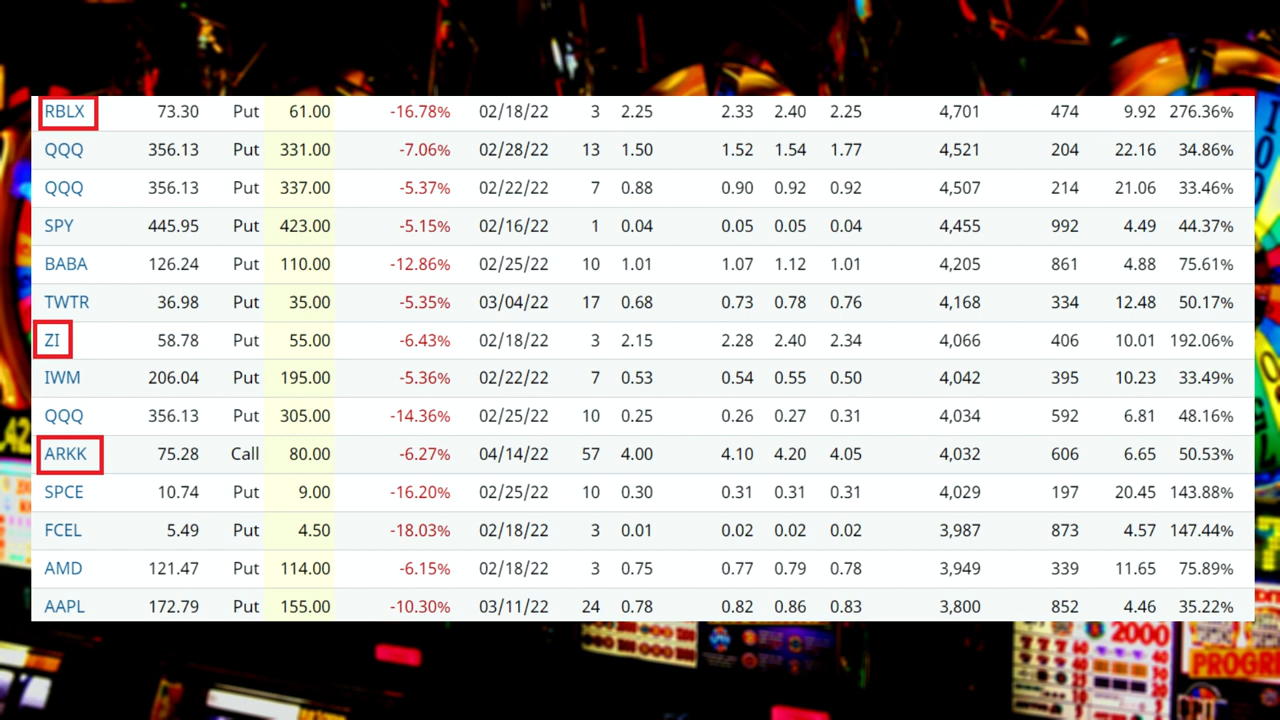 RBLX 73.30 Put 61.00 -16.78% 02/18/22 3 2.25 2.33 2.40 2.25 4,701 474 9.92 276.36%
QQQ 356.13 Put 331.00 -7.06% 02/28/22 13 1.50 1.52 1.54 1.77 4,521 204 22.16 34.86%
QQQ 356.13 Put 337.00 -5.37% 02/22/22 7 0.88 0.90 0.92 0.92 4,507 214 21.06 33.46%
SPY 445.95 Put 423.00 -5.15% 02/16/22 1 0.04 0.05 0.05 0.04 4,455 992 4.49 44.37%
BABA 126.24 Put 110.00 -12.86% 02/25/22 10 1.01 1.07 1.12 1.01 4,205 861 4.88 75.61%
TWTR 36.98 Put 35.00 -5.35% 03/04/22 17 0.68 0.73 0.78 0.76 4,168 334 12.48 50.17%
ZI 58.78 Put 55.00 -6.43% 02/18/22 3 2.15 2.28 2.40 2.34 4,066 406 10.01 192.06%
IWM 206.04 Put 195.00 -5.36% 02/22/22 7 0.53 0.54 0.55 0.50 4,042 395 10.23 33.49%
QQQ 356.13 Put 305.00 -14.36% 02/25/22 10 0.25 0.26 0.27 0.31 4,034 592 6.81 48.16%
ARKK 75.28 Call 80.00 -6.27% 04/14/22 57 4.00 4.10 4.20 4.05 4,032 606 6.65 50.53%
SPCE 10.74 Put 9.00 -16.20% 02/25/22 10 0.30 0.31 0.31 0.31 4,029 197 20.45 143.88%
FCEL 5.49 Put 4.50 -18.03% 02/18/22 3 0.01 0.02 0.02 0.02 3,987 873 4.57 147.44%
AMD 121.47 Put 114.00 -6.15% 02/18/22 3 0.75 0.77 0.79 0.78 3,949 339 11.65 75.89%
AAPL 172.79 Put 155.00 -10.30% 03/11/22 24 0.78 0.82 0.86 0.83 3,800 852 4.46 35.22%
2000
PROGR